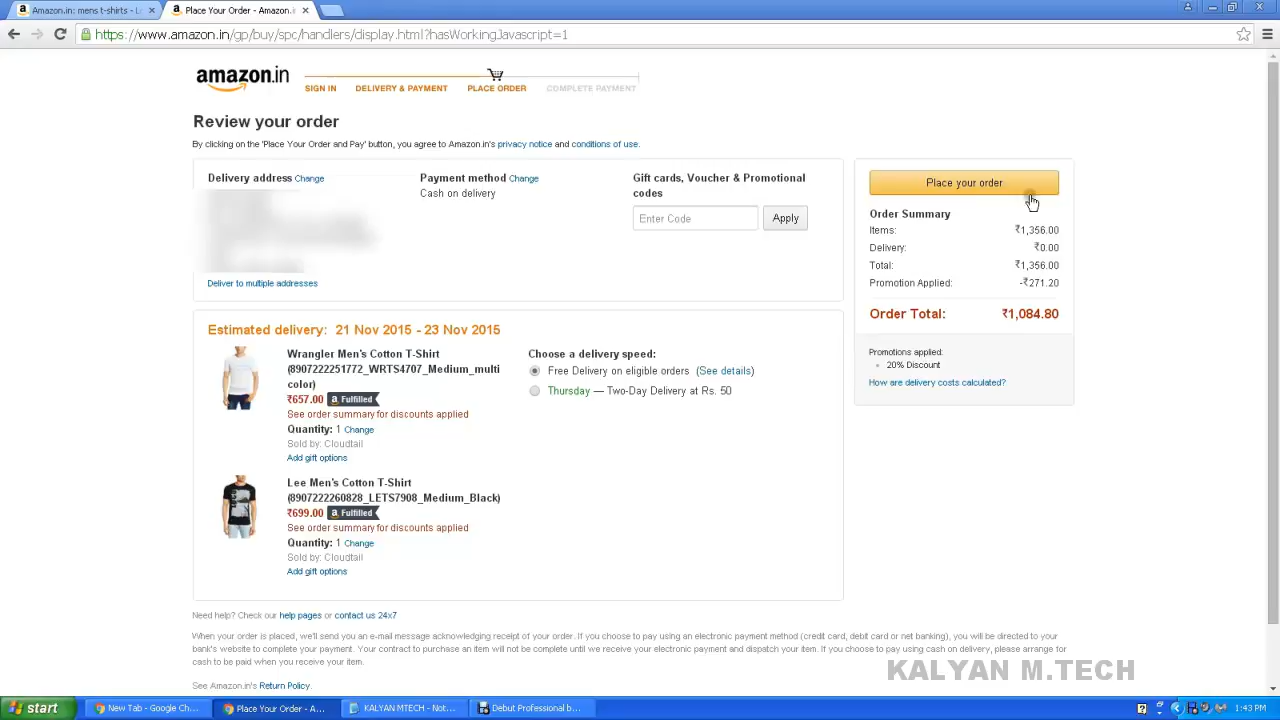 Amazon.in: mens t-shirts - L
Place Your Order - Amazon.
https://www.amazon.in/gp/buy/spc/handlers/display.html?hasWorkingJavascript=1
amazon.in
SIGN IN
DELIVERY & PAYMENT
PLACE ORDER
COMPLETE PAYMENT
Review your order
By clicking on the 'Place Your Order and Pay' button, you agree to Amazon.in's privacy notice and conditions of use.
Delivery address Change
Deliver to multiple addresses
Payment method Change
Cash on delivery
Gift cards, Voucher & Promotional
codes
Enter Code
Apply
Place your order
Order Summary
Items: ₹1,356.00
Delivery: ₹0.00
Total: ₹1,356.00
Promotion Applied: -₹271.20
Order Total: ₹1,084.80
Promotions applied:
20% Discount
How are delivery costs calculated?
Estimated delivery: 21 Nov 2015 - 23 Nov 2015
Wrangler Men's Cotton T-Shirt
(8907222251772_WRTS4707_Medium_multi
color)
₹657.00 a Fulfilled
See order summary for discounts applied
Quantity: 1 Change
Sold by: Cloudtail
Add gift options
Choose a delivery speed:
Free Delivery on eligible orders (See details)
Thursday — Two-Day Delivery at Rs. 50
Lee Men's Cotton T-Shirt
(8907222260828_LETS7908_Medium_Black)
₹699.00 a Fulfilled
See order summary for discounts applied
Quantity: 1 Change
Sold by: Cloudtail
Add gift options
Need help? Check our help pages or contact us 24x7
When your order is placed, we'll send you an e-mail message acknowledging receipt of your order. If you choose to pay using an electronic payment method (credit card, debit card or net banking), you will be directed to your
bank's website to complete your payment. Your contract to purchase an item will not be complete until we receive your electronic payment and dispatch your item. If you choose to pay using cash on delivery, please arrange for
cash to be paid when you receive your item.
KALYAN M.TECH
See Amazon.in's Return Policy.
start
New Tab - Google Ch...
Place Your Order - A...
KALYAN MTECH - Not...
Debut Professional b...
1:43 PM